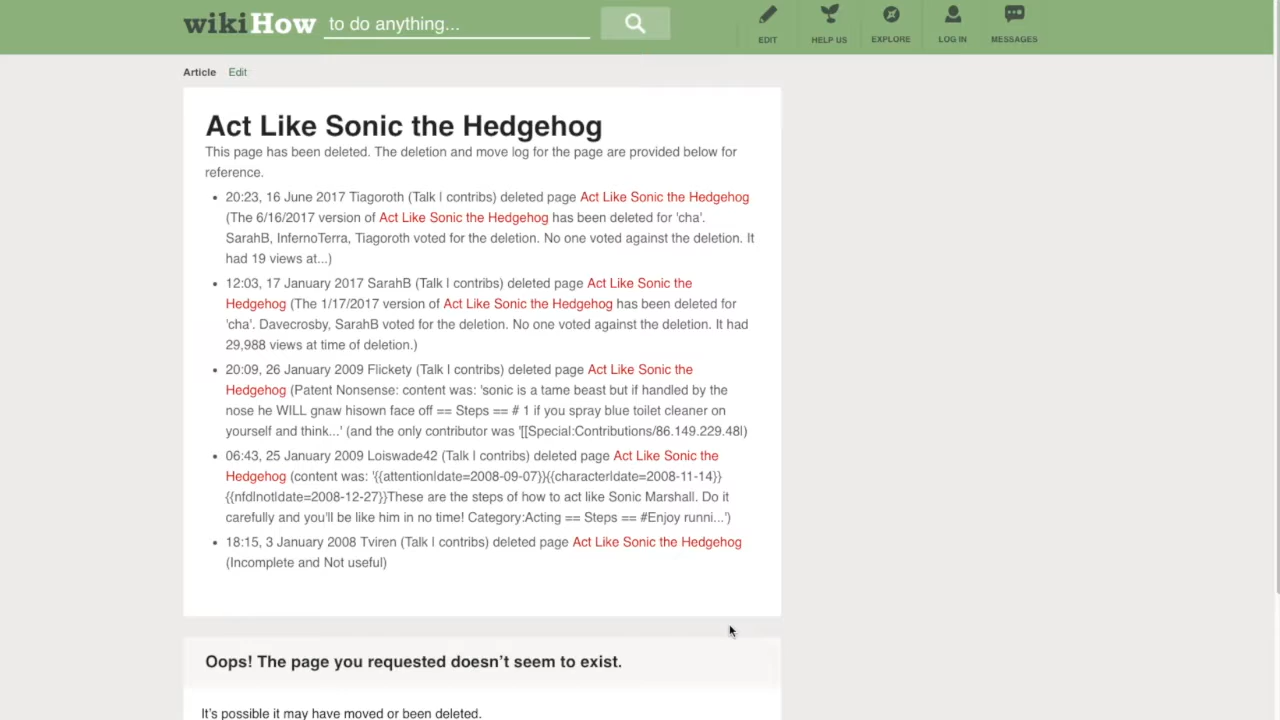 wikiHow to do anything...
EDIT HELP US EXPLORE LOG IN MESSAGES
Article Edit
Act Like Sonic the Hedgehog
This page has been deleted. The deletion and move log for the page are provided below for
reference.
• 20:23, 16 June 2017 Tiagoroth (Talk | contribs) deleted page Act Like Sonic the Hedgehog
(The 6/16/2017 version of Act Like Sonic the Hedgehog has been deleted for 'cha'.
SarahB, InfernoTerra, Tiagoroth voted for the deletion. No one voted against the deletion. It
had 19 views at...)
• 12:03, 17 January 2017 SarahB (Talk | contribs) deleted page Act Like Sonic the
Hedgehog (The 1/17/2017 version of Act Like Sonic the Hedgehog has been deleted for
'cha'. Davecrosby, SarahB voted for the deletion. No one voted against the deletion. It had
29,988 views at time of deletion.)
• 20:09, 26 January 2009 Flickety (Talk | contribs) deleted page Act Like Sonic the
Hedgehog (Patent Nonsense: content was: 'sonic is a tame beast but if handled by the
nose he WILL gnaw hisown face off == Steps == # 1 if you spray blue toilet cleaner on
yourself and think...' (and the only contributor was '[[Special:Contributions/86.149.229.48|)
• 06:43, 25 January 2009 Loiswade42 (Talk | contribs) deleted page Act Like Sonic the
Hedgehog (content was: '{{attention|date=2008-09-07}}{{character|date=2008-11-14}}
{{nfd|not|date=2008-12-27}}These are the steps of how to act like Sonic Marshall. Do it
carefully and you'll be like him in no time! Category:Acting == Steps == #Enjoy runni...')
• 18:15, 3 January 2008 Tviren (Talk | contribs) deleted page Act Like Sonic the Hedgehog
(Incomplete and Not useful)
Oops! The page you requested doesn't seem to exist.
It's possible it may have moved or been deleted.